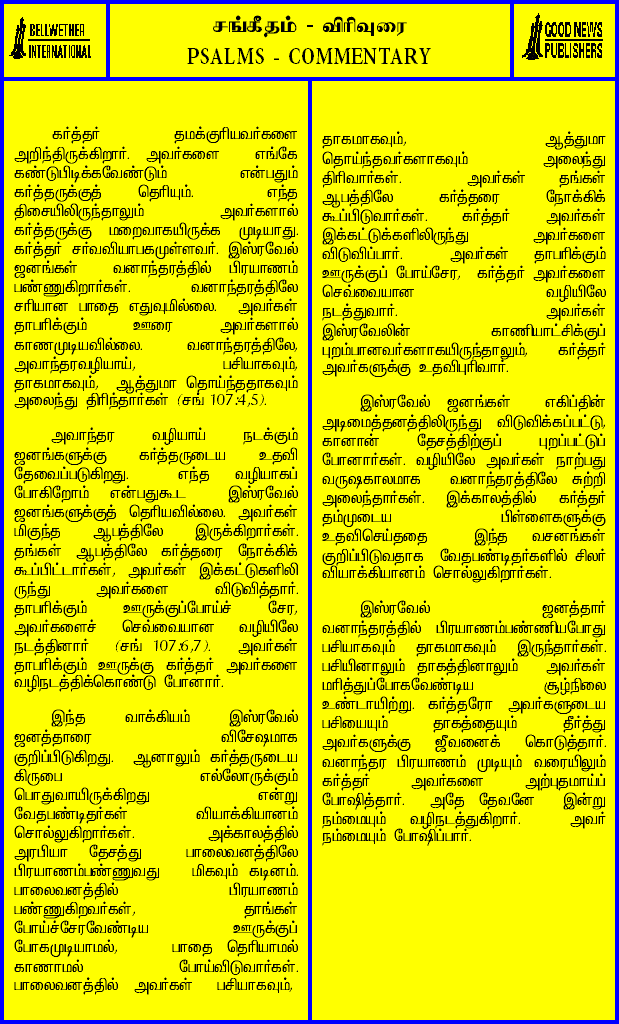 BELLWETHER
INTERNATIONAL
சங்கீதம் - விரிவுரை
PSALMS - COMMENTARY
GOOD NEWS
PUBLISHERS
கர்த்தர் தமக்குரியவர்களை
அறிந்திருக்கிறார். அவர்களை எங்கே
கண்டுபிடிக்கவேண்டும் என்பதும்
கர்த்தருக்குத் தெரியும். எந்த
திசையிலிருந்தாலும் அவர்களால்
கர்த்தருக்கு மறைவாகயிருக்க முடியாது.
கர்த்தர் சர்வவியாபகமுள்ளவர். இஸ்ரவேல்
ஜனங்கள் வனாந்தரத்தில் பிரயாணம்
பண்ணுகிறார்கள். வனாந்தரத்திலே
சரியான பாதை எதுவுமில்லை. அவர்கள்
தாபரிக்கும் ஊரை அவர்களால்
காணமுடியவில்லை. வனாந்தரத்திலே,
அவாந்தரவழியாய், பசியாகவும்,
தாகமாகவும், ஆத்துமா தொய்ந்ததாகவும்
அலைந்து திரிந்தார்கள் (சங் 107:4,5).
அவாந்தர வழியாய் நடக்கும்
ஜனங்களுக்கு கர்த்தருடைய உதவி
தேவைப்படுகிறது. எந்த வழியாகப்
போகிறோம் என்பதுகூட இஸ்ரவேல்
ஜனங்களுக்குத் தெரியவில்லை. அவர்கள்
மிகுந்த ஆபத்திலே இருக்கிறார்கள்.
தங்கள் ஆபத்திலே கர்த்தரை நோக்கிக்
கூப்பிட்டார்கள், அவர்கள் இக்கட்டுகளிலி
ருந்து அவர்களை விடுவித்தார்.
தாபரிக்கும் ஊருக்குப்போய்ச் சேர,
அவர்களைச் செவ்வையான வழியிலே
நடத்தினார் (சங் 107:6,7). அவர்கள்
தாபரிக்கும் ஊருக்கு கர்த்தர் அவர்களை
வழிநடத்திக்கொண்டு போனார்.
இந்த வாக்கியம் இஸ்ரவேல்
ஜனத்தாரை விசேஷமாக
குறிப்பிடுகிறது. ஆனாலும் கர்த்தருடைய
கிருபை எல்லோருக்கும்
பொதுவாயிருக்கிறது என்று
வேதபண்டிதர்கள் வியாக்கியானம்
சொல்லுகிறார்கள். அக்காலத்தில்
அரபியா தேசத்து பாலைவனத்திலே
பிரயாணம்பண்ணுவது மிகவும் கடினம்.
பாலைவனத்தில் பிரயாணம்
பண்ணுகிறவர்கள், தாங்கள்
போய்ச்சேரவேண்டிய ஊருக்குப்
போகமுடியாமல், பாதை தெரியாமல்
காணாமல் போய்விடுவார்கள்.
பாலைவனத்தில் அவர்கள் பசியாகவும்,
தாகமாகவும், ஆத்துமா
தொய்ந்தவர்களாகவும் அலைந்து
திரிவார்கள். அவர்கள் தங்கள்
ஆபத்திலே கர்த்தரை நோக்கிக்
கூப்பிடுவார்கள். கர்த்தர் அவர்கள்
இக்கட்டுக்களிலிருந்து அவர்களை
விடுவிப்பார். அவர்கள் தாபரிக்கும்
ஊருக்குப் போய்சேர, கர்த்தர் அவர்களை
செவ்வையான வழியிலே
நடத்துவார். அவர்கள்
இஸ்ரவேலின் காணியாட்சிக்குப்
புறம்பானவர்களாகயிருந்தாலும், கர்த்தர்
அவர்களுக்கு உதவிபுரிவார்.
இஸ்ரவேல் ஜனங்கள் எகிப்தின்
அடிமைத்தனத்திலிருந்து விடுவிக்கப்பட்டு,
கானான் தேசத்திற்குப் புறப்பட்டுப்
போனார்கள். வழியிலே அவர்கள் நாற்பது
வருஷகாலமாக வனாந்தரத்திலே சுற்றி
அலைந்தார்கள். இக்காலத்தில் கர்த்தர்
தம்முடைய பிள்ளைகளுக்கு
உதவிசெய்ததை இந்த வசனங்கள்
குறிப்பிடுவதாக வேதபண்டிதர்களில் சிலர்
வியாக்கியானம் சொல்லுகிறார்கள்.
இஸ்ரவேல் ஜனத்தார்
வனாந்தரத்தில் பிரயாணம்பண்ணியபோது
பசியாகவும் தாகமாகவும் இருந்தார்கள்.
பசியினாலும் தாகத்தினாலும் அவர்கள்
மரித்துப்போகவேண்டிய சூழ்நிலை
உண்டாயிற்று. கர்த்தரோ அவர்களுடைய
பசியையும் தாகத்தையும் தீர்த்து
அவர்களுக்கு ஜீவனைக் கொடுத்தார்.
வனாந்தர பிரயாணம் முடியும் வரையிலும்
கர்த்தர் அவர்களை அற்புதமாய்ப்
போஷித்தார். அதே தேவனே இன்று
நம்மையும் வழிநடத்துகிறார். அவர்
நம்மையும் போஷிப்பார்.